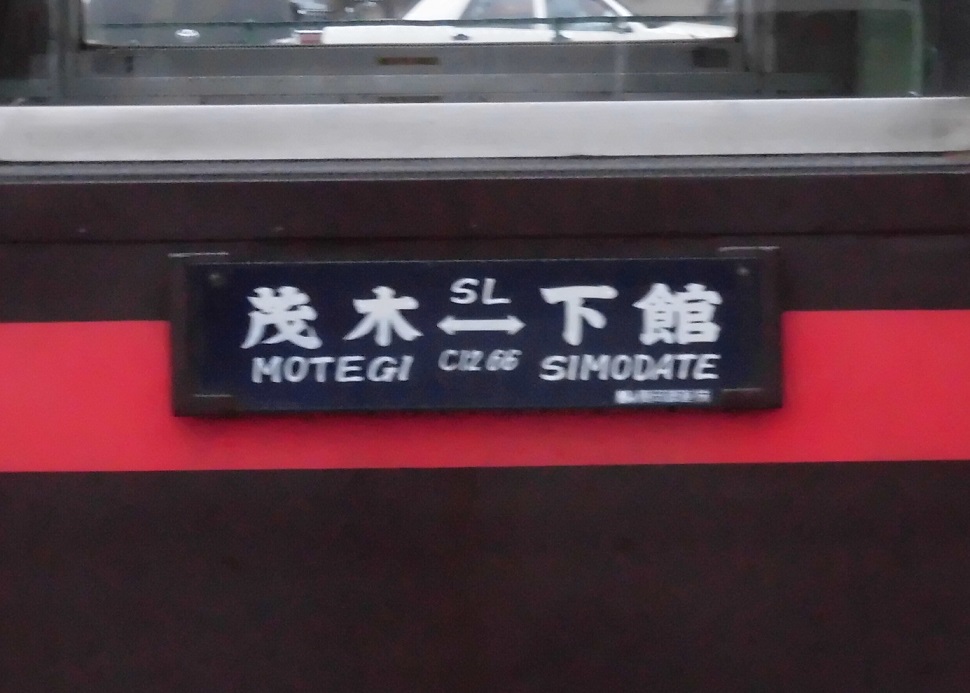 茂木 SL ↔ 下館
MOTEGI C12 66 SIMODATE